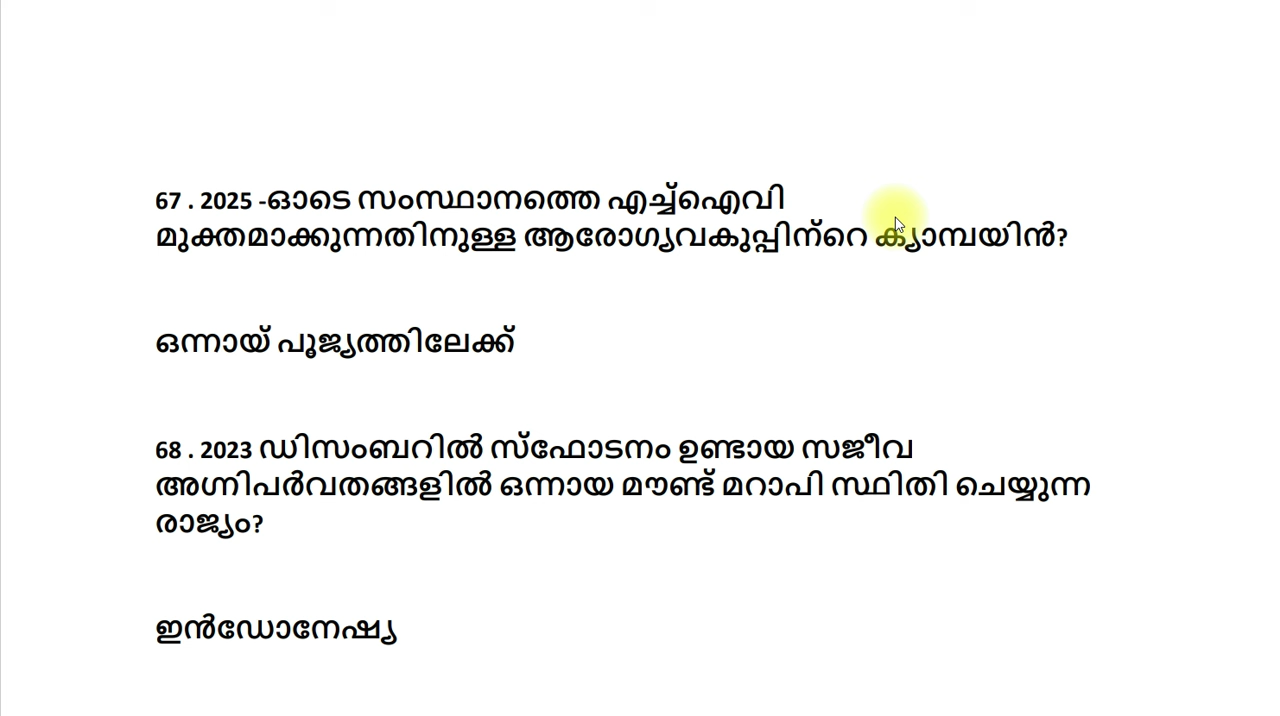 67 . 2025 -ഓടെ സംസ്ഥാനത്തെ എച്ച്ഐവി
മുക്തമാക്കുന്നതിനുള്ള ആരോഗ്യവകുപ്പിന്റെ ക്യാമ്പയിൻ?
ഒന്നായ് പൂജ്യത്തിലേക്ക്
68 . 2023 ഡിസംബറിൽ സ്ഫോടനം ഉണ്ടായ സജീവ
അഗ്നിപർവതങ്ങളിൽ ഒന്നായ മൗണ്ട് മറാപി സ്ഥിതി ചെയ്യുന്ന
രാജ്യം?
ഇൻഡോനേഷ്യ